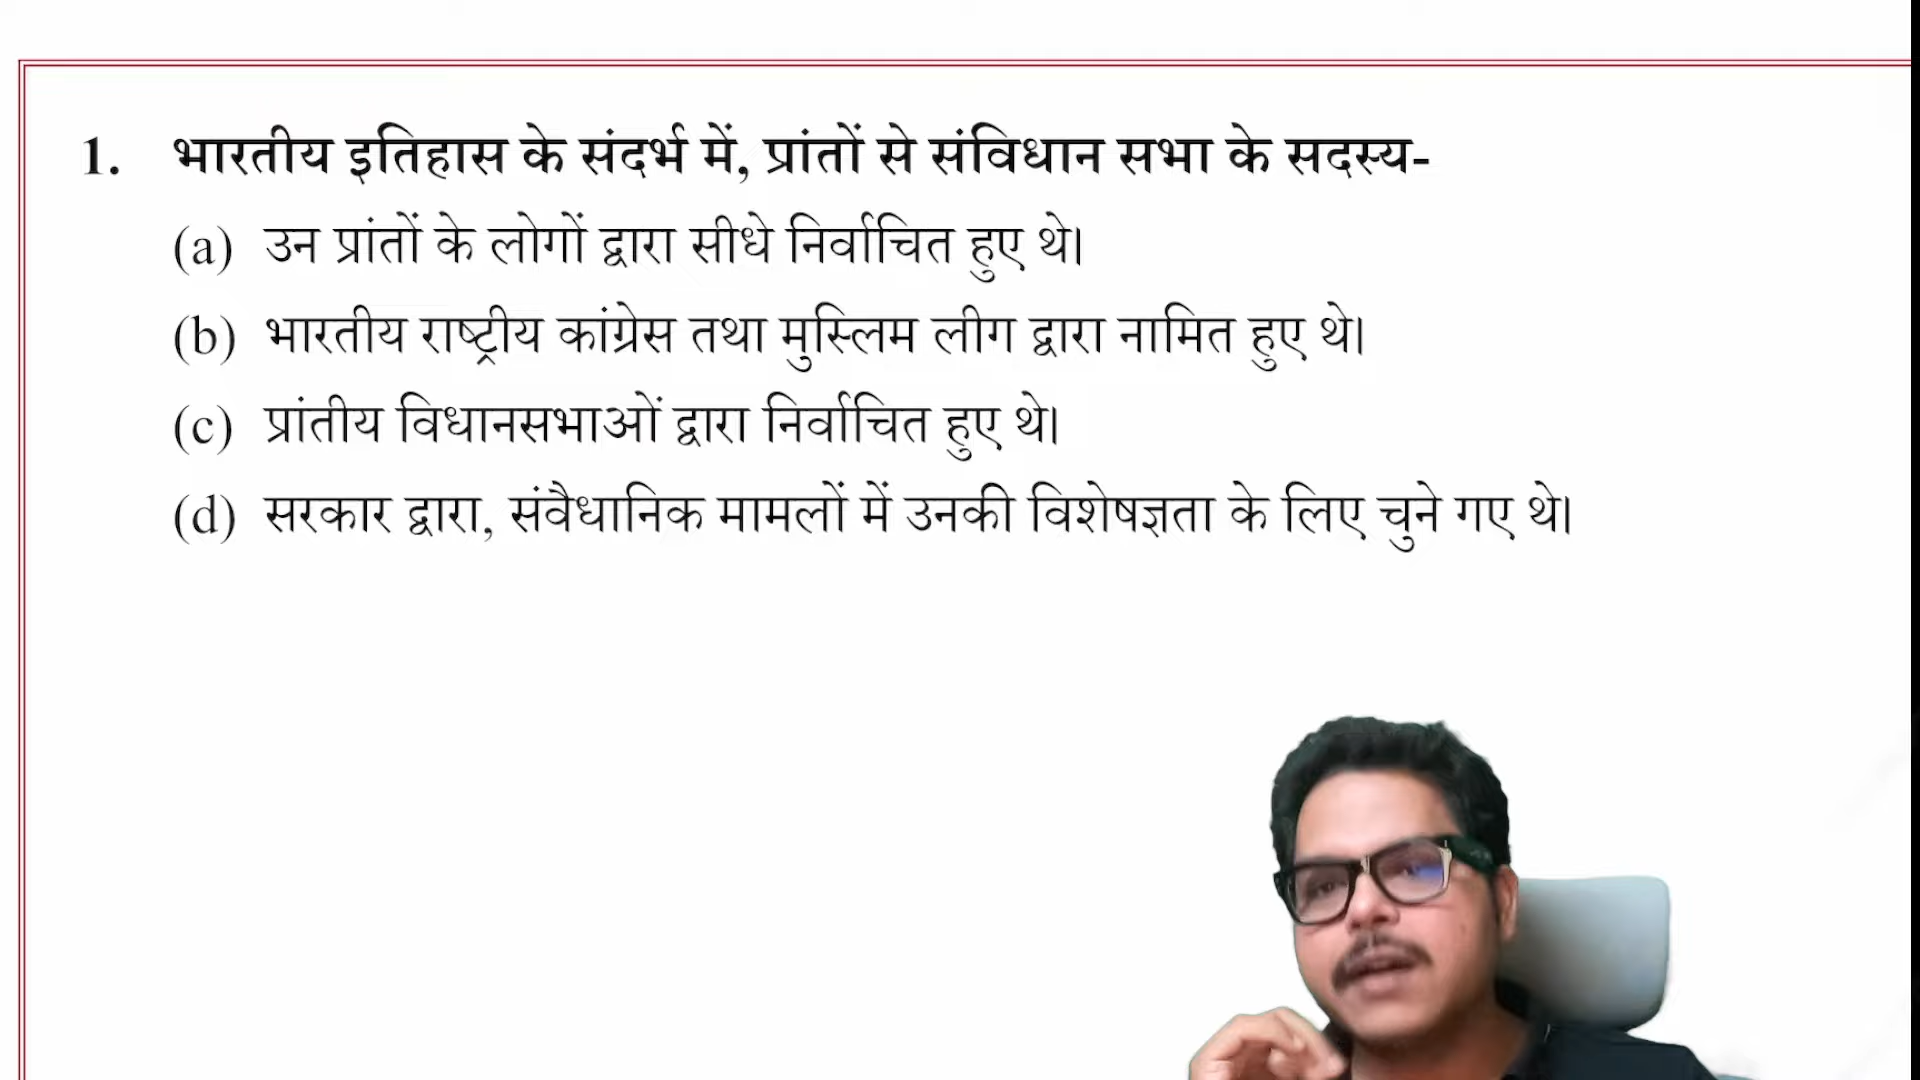 1. भारतीय इतिहास के संदर्भ में, प्रांतों से संविधान सभा के सदस्य-
(a) उन प्रांतों के लोगों द्वारा सीधे निर्वाचित हुए थे।
(b) भारतीय राष्ट्रीय कांग्रेस तथा मुस्लिम लीग द्वारा नामित हुए थे।
(c) प्रांतीय विधानसभाओं द्वारा निर्वाचित हुए थे।
(d) सरकार द्वारा, संवैधानिक मामलों में उनकी विशेषज्ञता के लिए चुने गए थे।